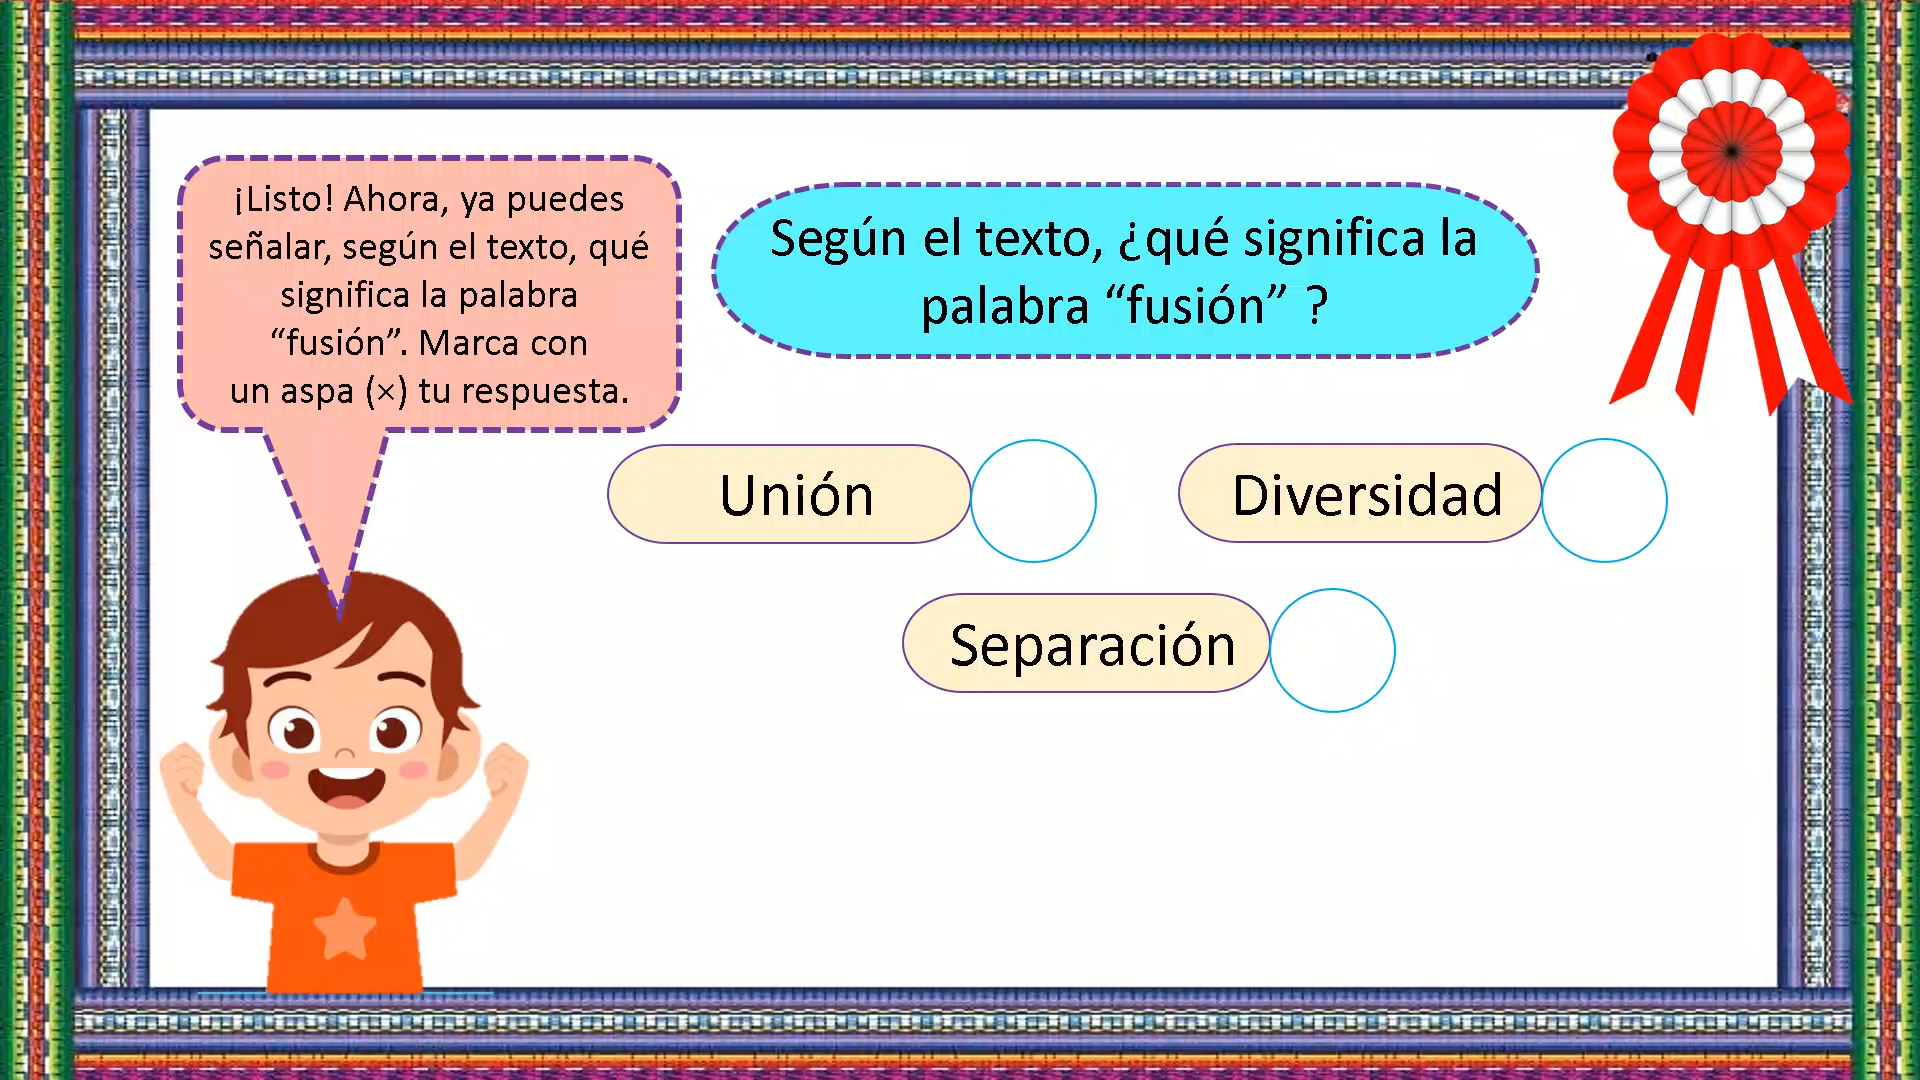 ¡Listo! Ahora, ya puedes
señalar, según el texto, qué
significa la palabra
“fusión”. Marca con
un aspa (×) tu respuesta.
Según el texto, ¿qué significa la
palabra “fusión” ?
Unión
Diversidad
Separación